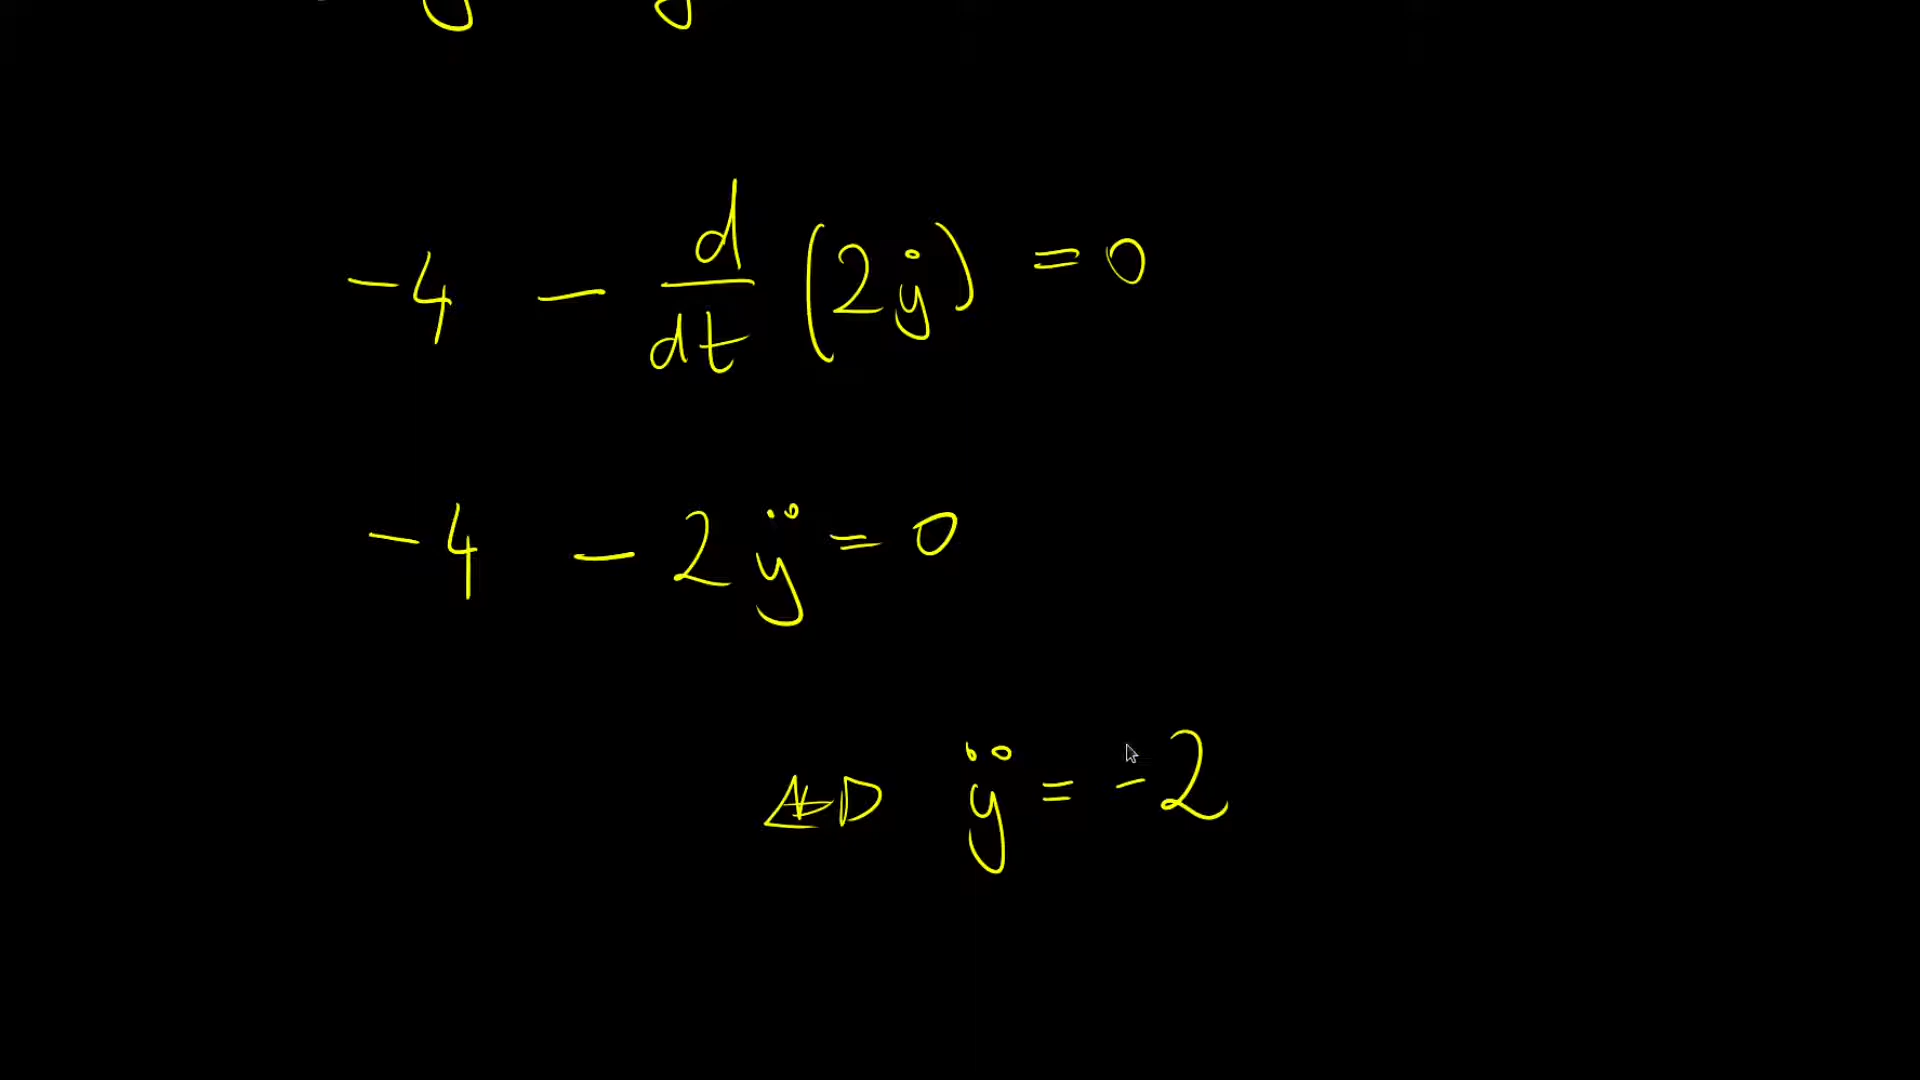 -4 - d/dt (2ẏ) = 0
-4 - 2ÿ = 0
ÿ = -2